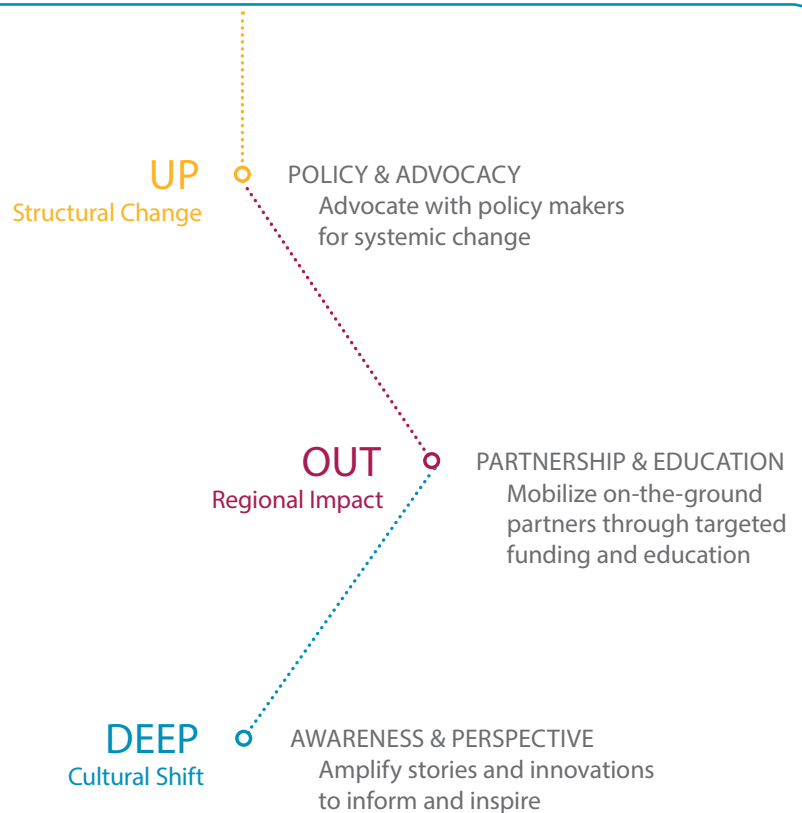 UP
Structural Change
POLICY & ADVOCACY
Advocate with policy makers
for systemic change
OUT
Regional Impact
PARTNERSHIP & EDUCATION
Mobilize on-the-ground
partners through targeted
funding and education
DEEP
Cultural Shift
AWARENESS & PERSPECTIVE
Amplify stories and innovations
to inform and inspire